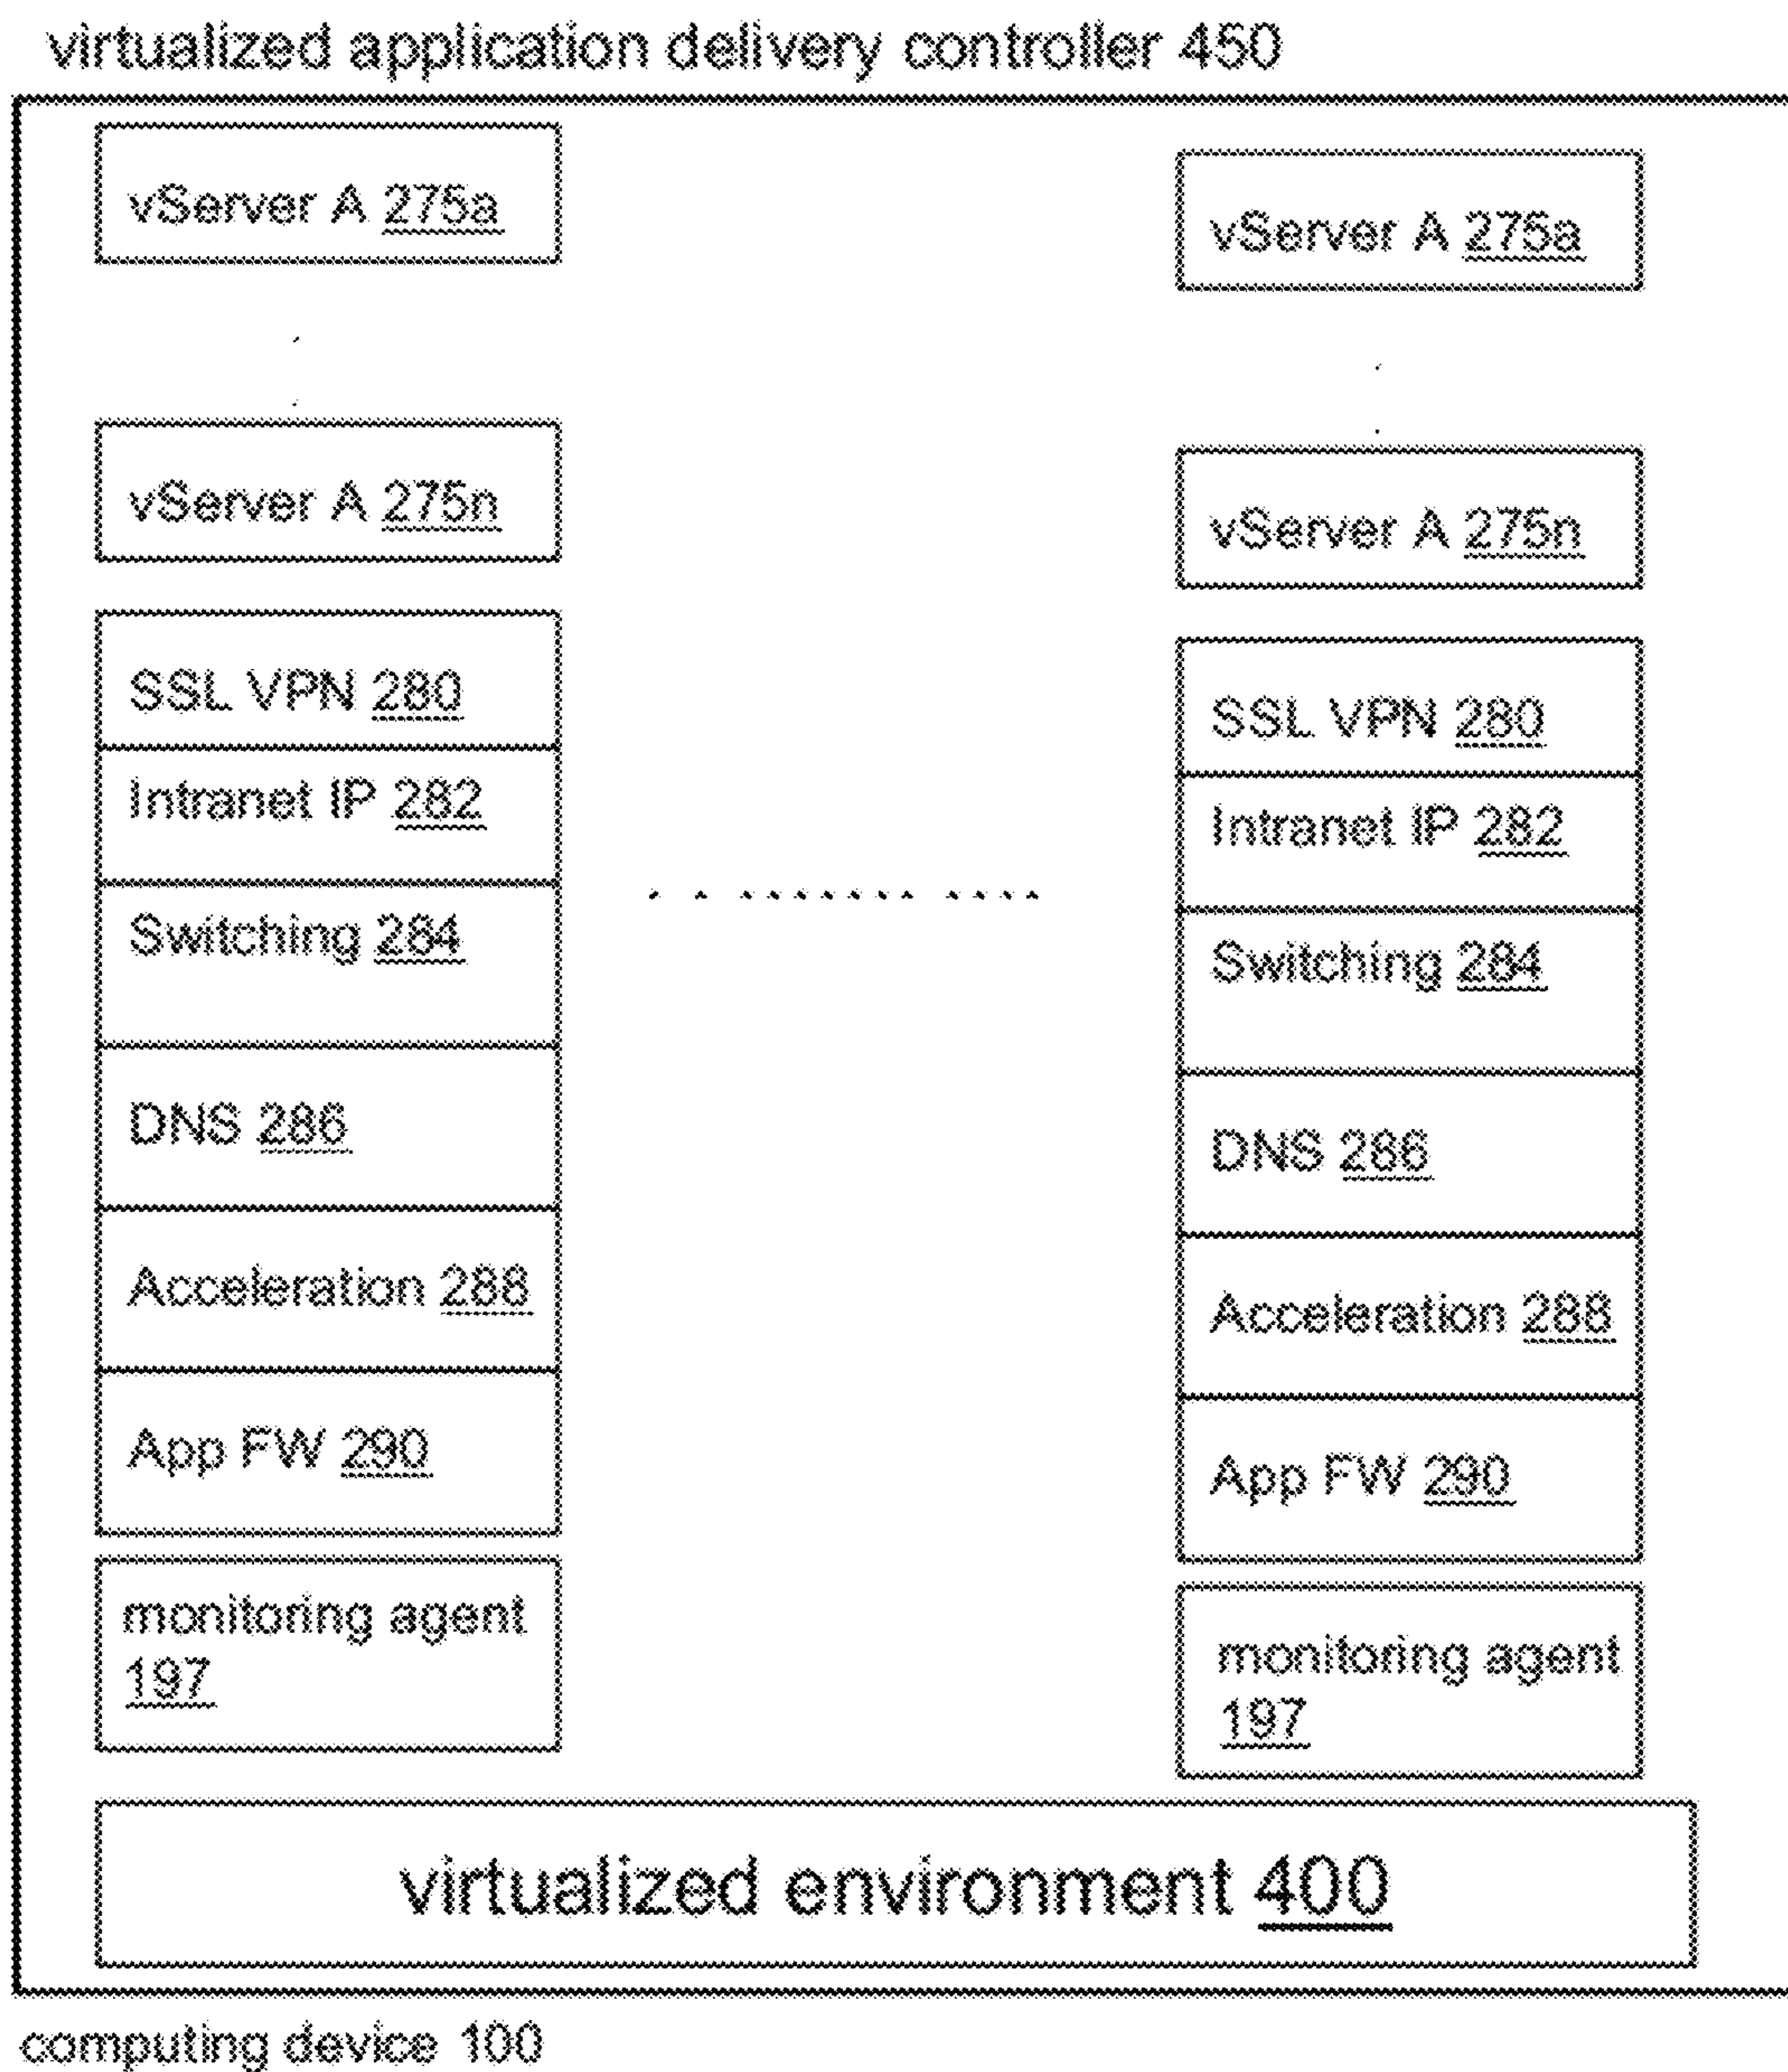 virtualized application delivery controller 450
vServer A 275a
vServer A 275n
SSL VPN 280
Intranet IP 282
Switching 284
DNS 286
Acceleration 288
App FW 290
monitoring agent
197
vServer A 275a
vServer A 275n
SSL VPN 280
Intranet IP 282
Switching 284
DNS 286
Acceleration 288
App FW 290
monitoring agent
197
virtualized environment 400
computing device 100